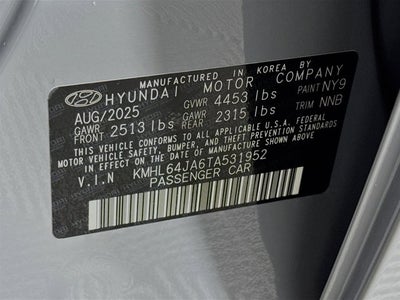 MANUFACTURED IN KOREA BY
HYUNDAI MOTOR COMPANY
AUG/2025 GVWR 4453 lbs PAINT NY9
GAWR FRONT 2513 lbs GAWR REAR 2315 lbs TRIM NNB
THIS VEHICLE CONFORMS TO ALL APPLICABLE U.S.A FEDERAL
MOTOR VEHICLE SAFETY, BUMPER, AND THEFT PREVENTION STANDARDS
IN EFFECT ON THE DATE OF MANUFACTURE SHOWN ABOVE.
V.I.N KMHL64JA6TA531952
PASSENGER CAR